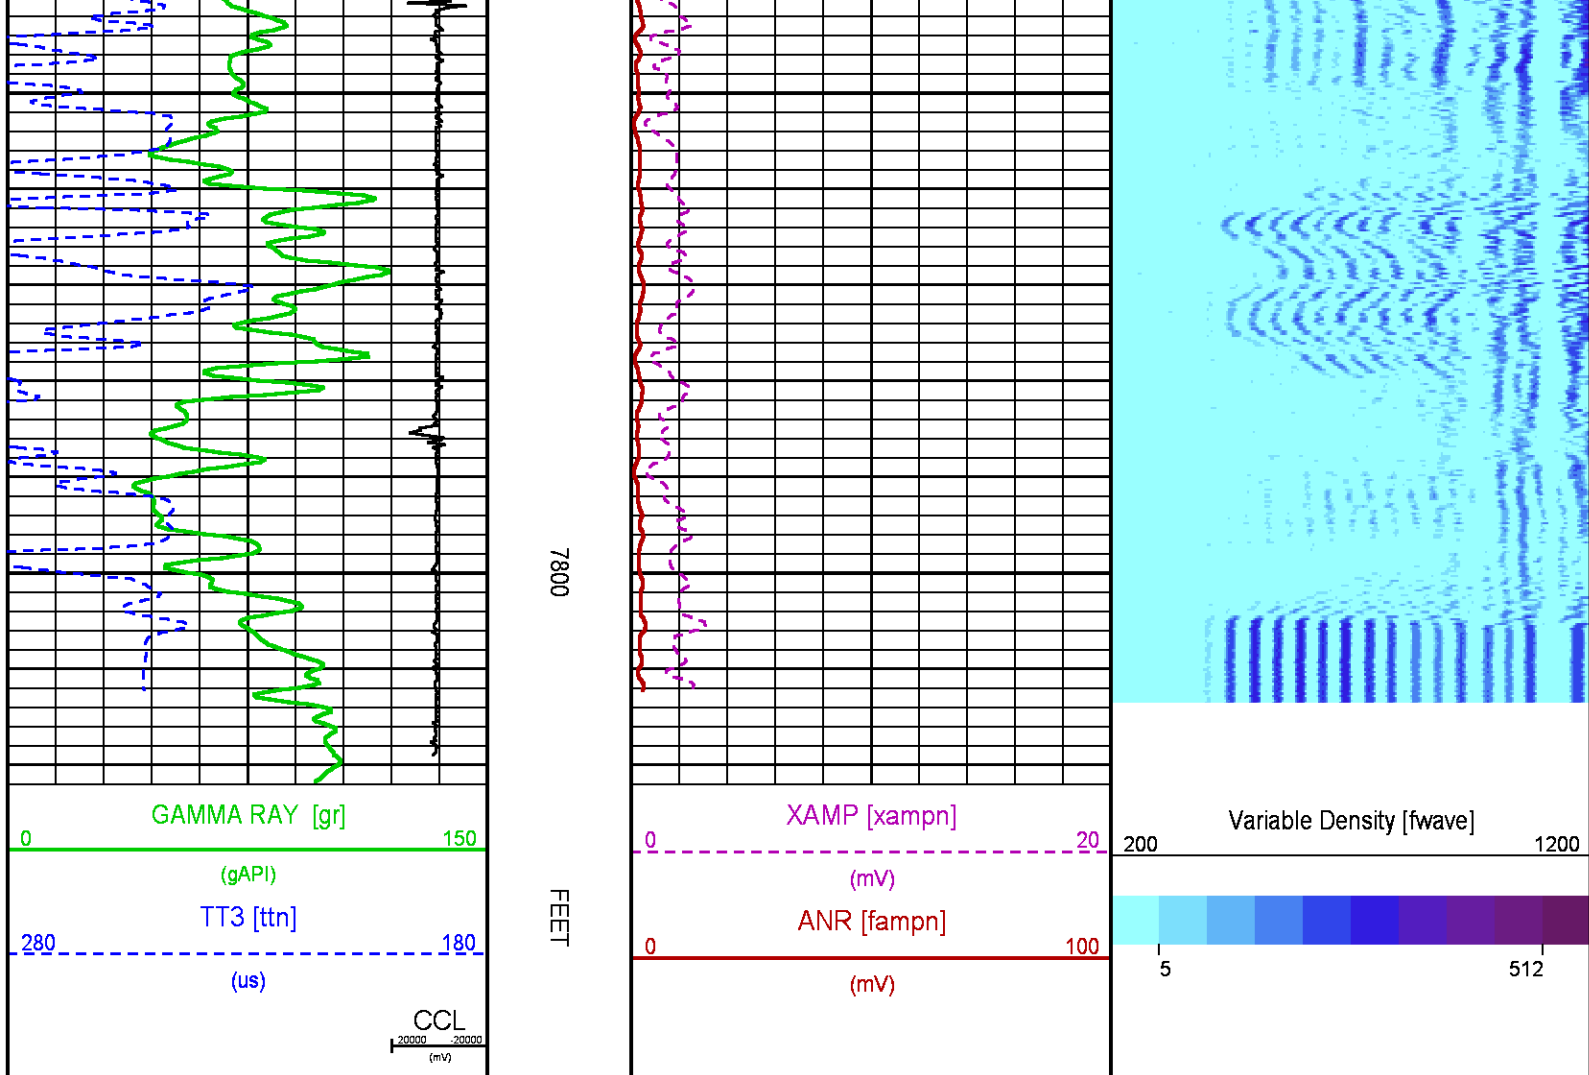 7800
GAMMA RAY [gr]
0 150
(gAPI)
TT3 [ttn]
280 180
(us)
CCL
20000 -20000
(mV)
FEET
XAMP [xampn]
0 20
(mV)
ANR [fampn]
0 100
(mV)
Variable Density [fwave]
200 1200
5 512